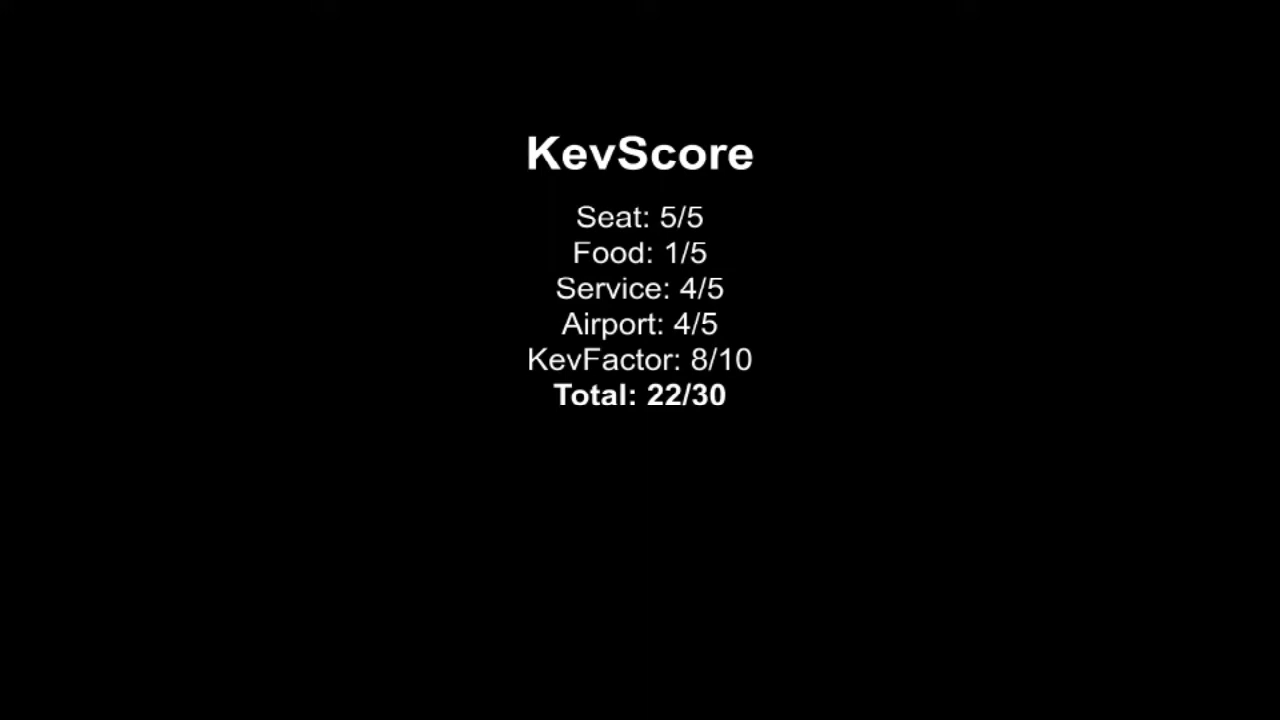 KevScore
Seat: 5/5
Food: 1/5
Service: 4/5
Airport: 4/5
KevFactor: 8/10
Total: 22/30